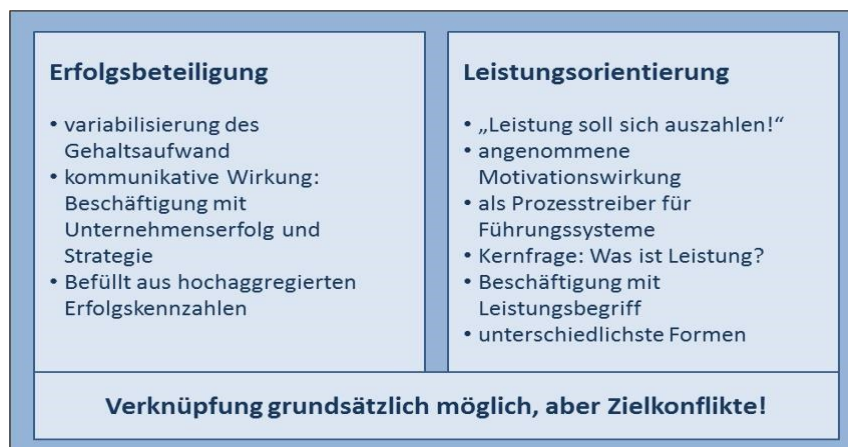 Erfolgsbeteiligung
• variabilisierung des
Gehaltsaufwand
• kommunikative Wirkung:
Beschäftigung mit
Unternehmenserfolg und
Strategie
• Befüllt aus hochaggregierten
Erfolgskennzahlen
Leistungsorientierung
• „Leistung soll sich auszahlen!“
• angenommene
Motivationswirkung
• als Prozesstreiber für
Führungssysteme
• Kernfrage: Was ist Leistung?
• Beschäftigung mit
Leistungsbegriff
• unterschiedlichste Formen
Verknüpfung grundsätzlich möglich, aber Zielkonflikte!